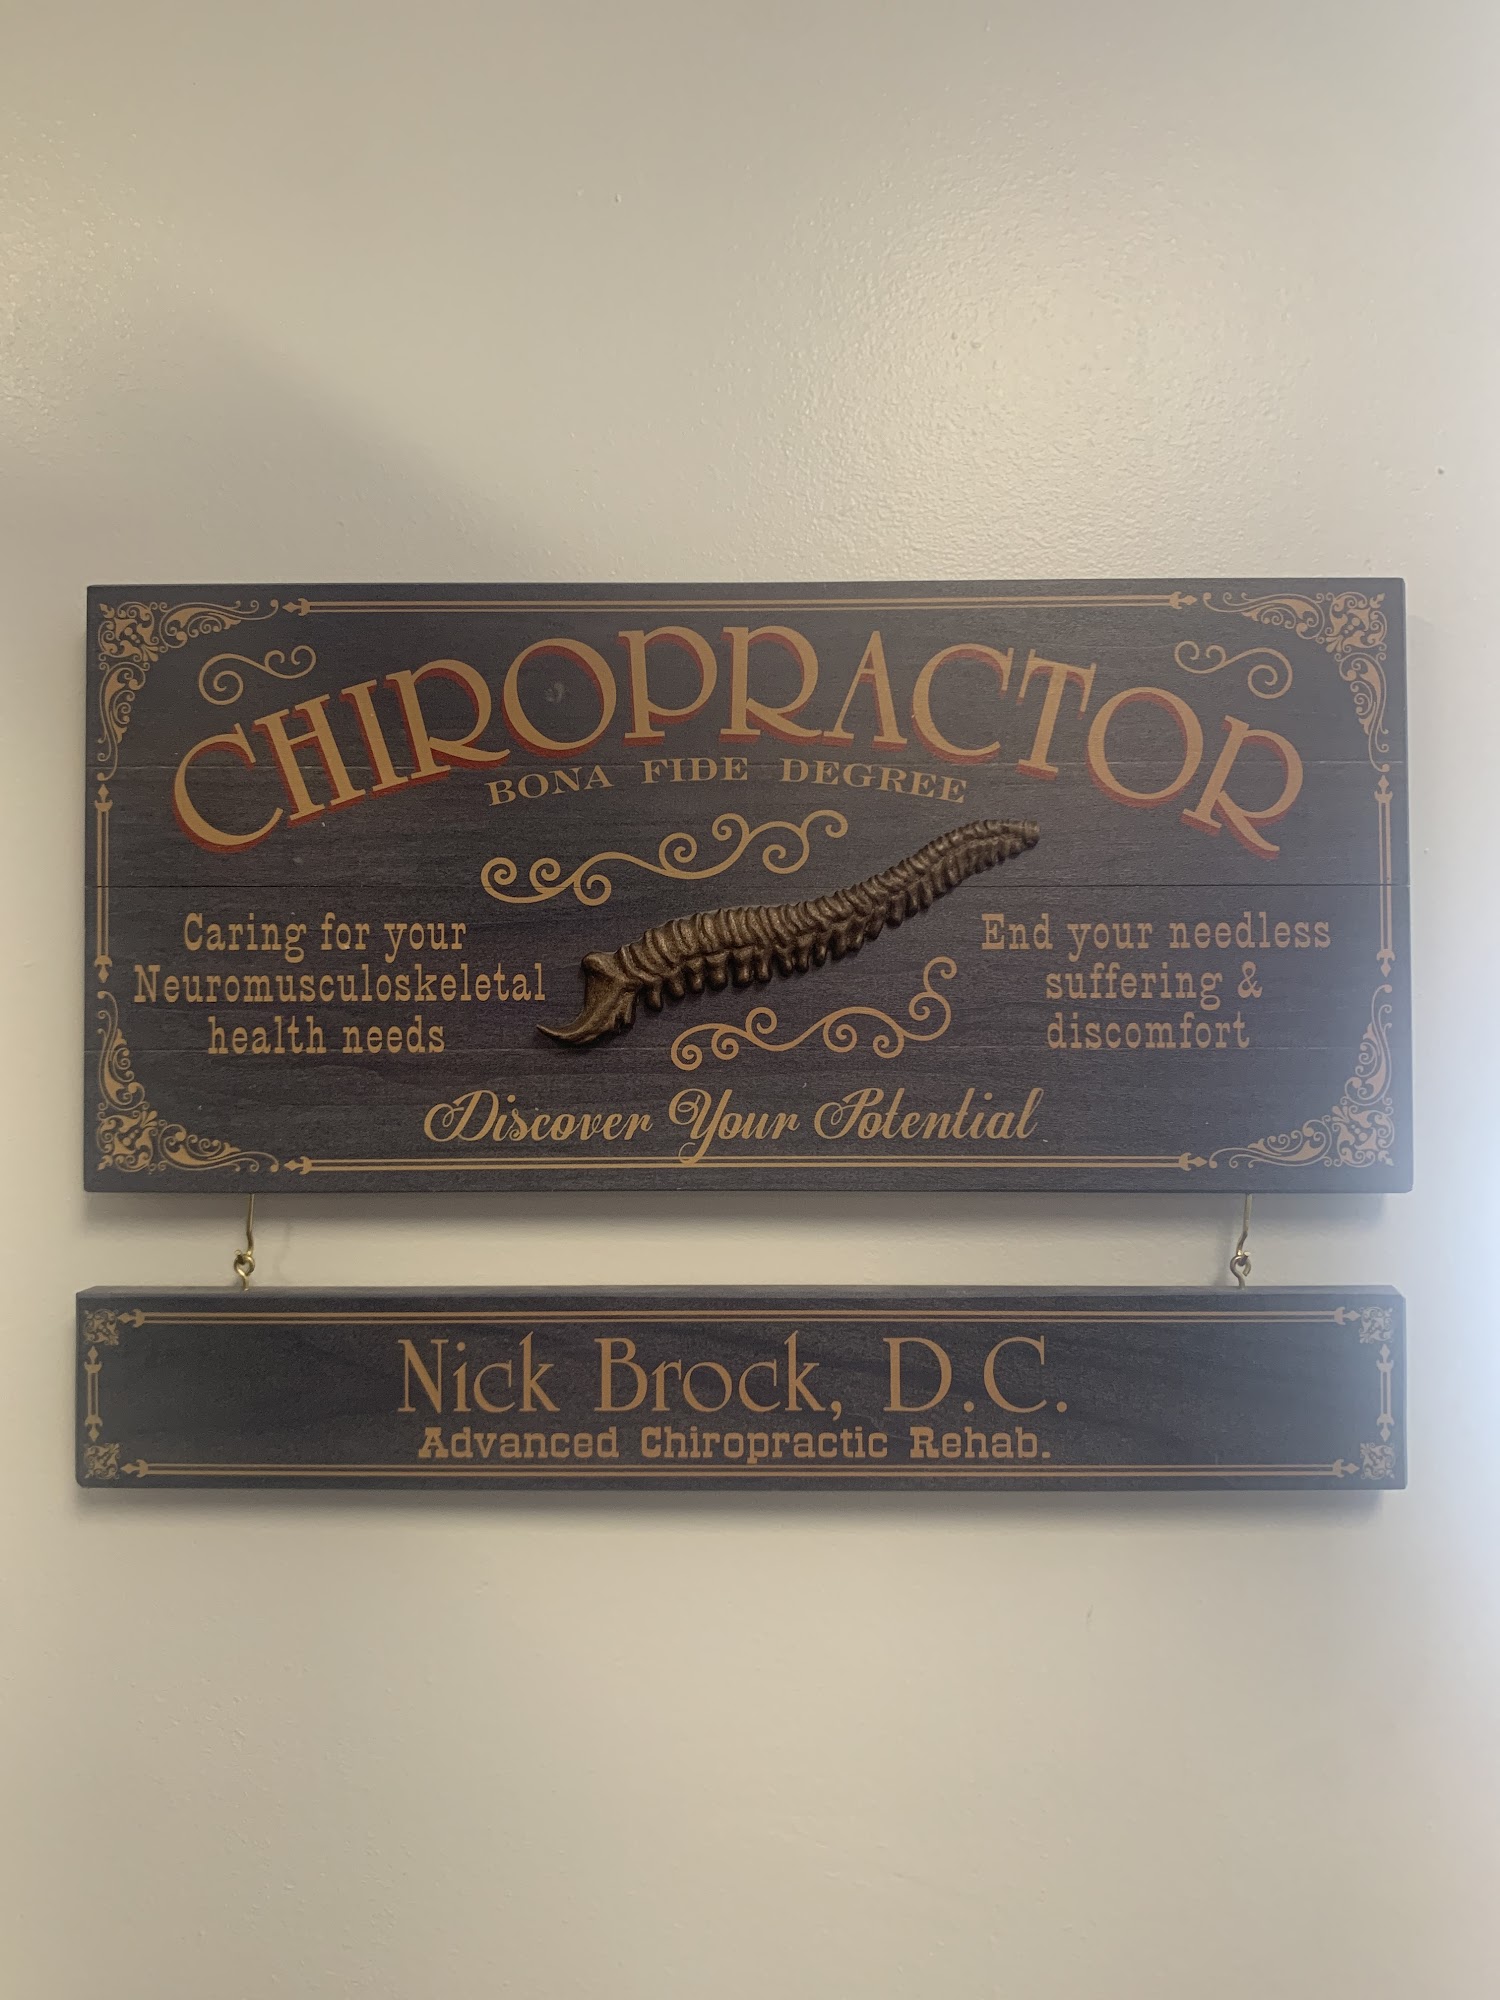 CHIROPRACTOR
BONA FIDE DEGREE
Caring for your
Neuromusculoskeletal
health needs
End your needless
suffering &
discomfort
Discover Your Potential
Nick Brock, D.C.
Advanced Chiropractic Rehab.